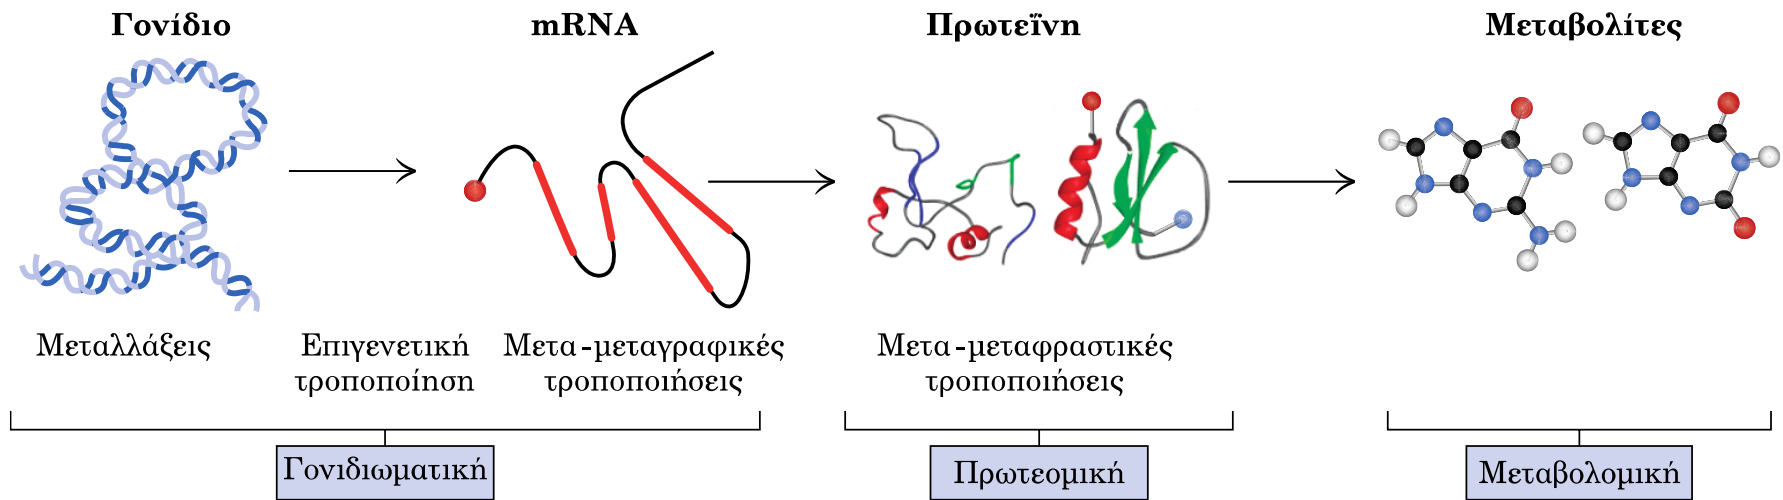 Γονίδιο
mRNA
Πρωτεΐνη
Μεταβολίτες
Μεταλλάξεις
Επιγενετική
τροποποίηση
Μετα-μεταγραφικές
τροποποιήσεις
Μετα-μεταφραστικές
τροποποιήσεις
Γονιδιωματική
Πρωτεομική
Μεταβολομική